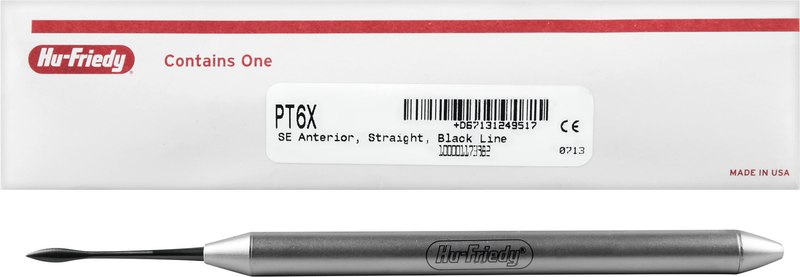 Hu-Friedy
Contains One
PT6X
+D67131249517
SE Anterior, Straight, Black Line
CE
0713
MADE IN USA
Hu-Friedy